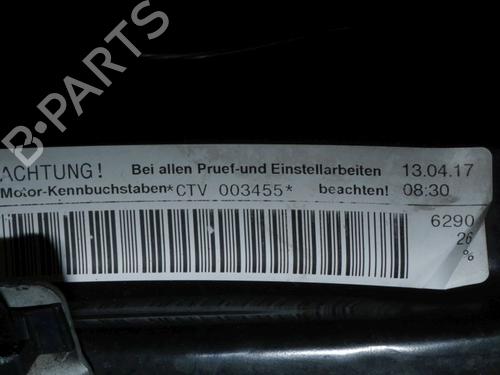 B-PARTS
ACHTUNG! Bei allen Pruef-und Einstellarbeiten 13.04.17
Motor-Kennbuchstaben*CTV 003455* beachten! 08:30
6290
26
%